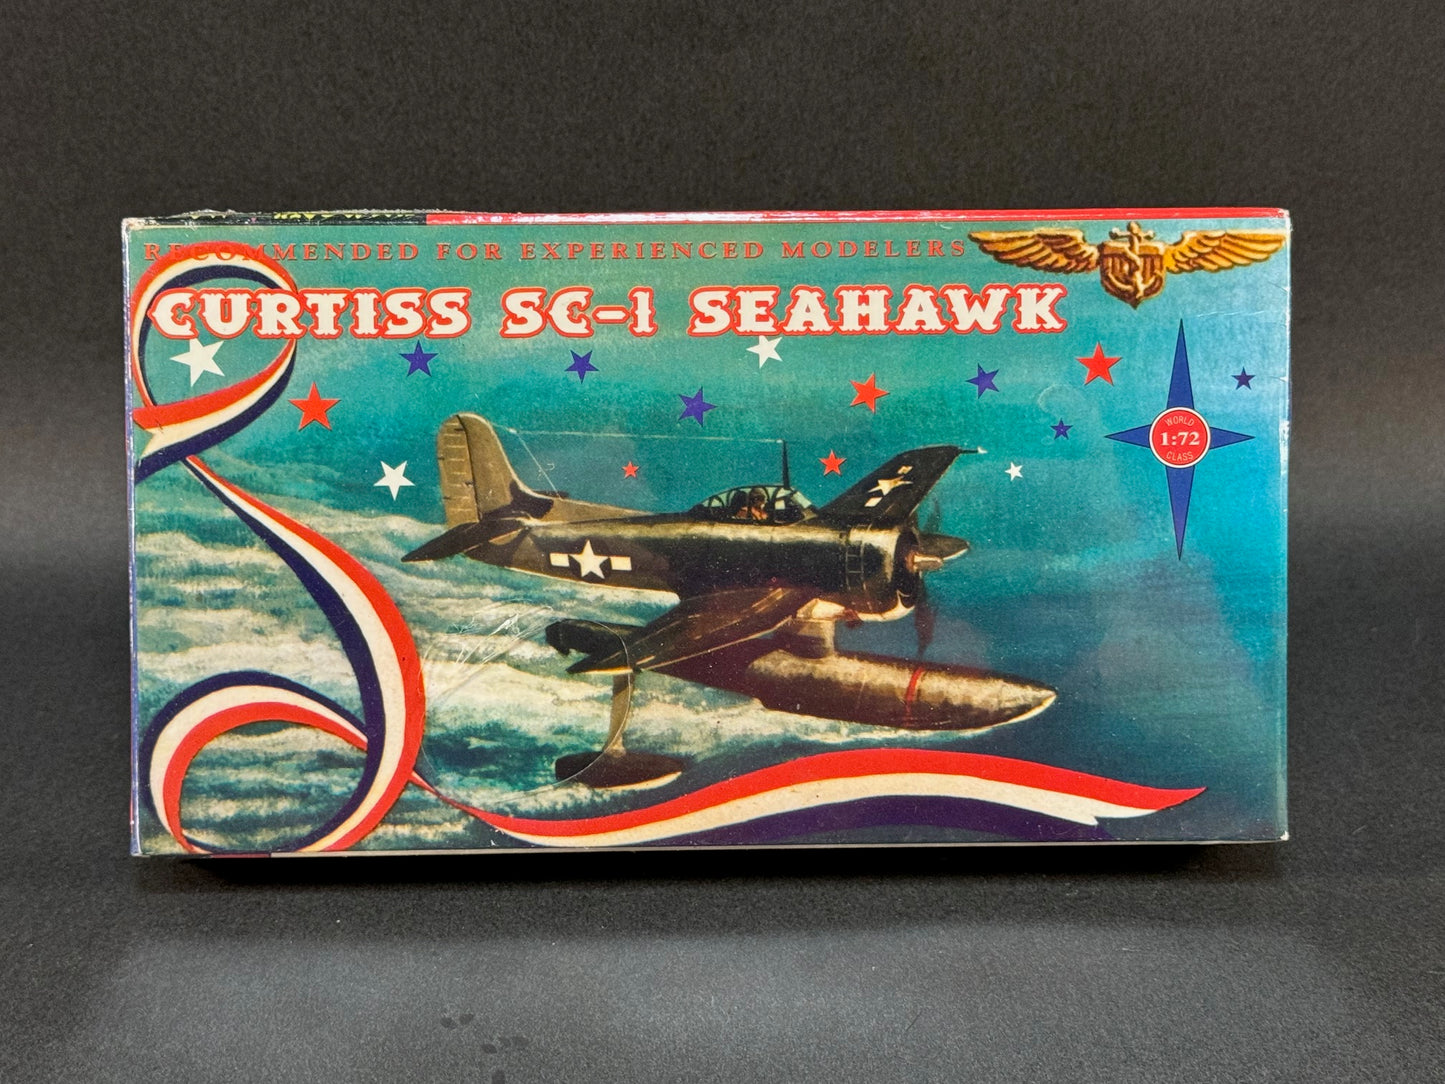 RECOMMENDED FOR EXPERIENCED MODELERS
CURTISS SC-1 SEAHAWK
WORLD
1:72
CLASS